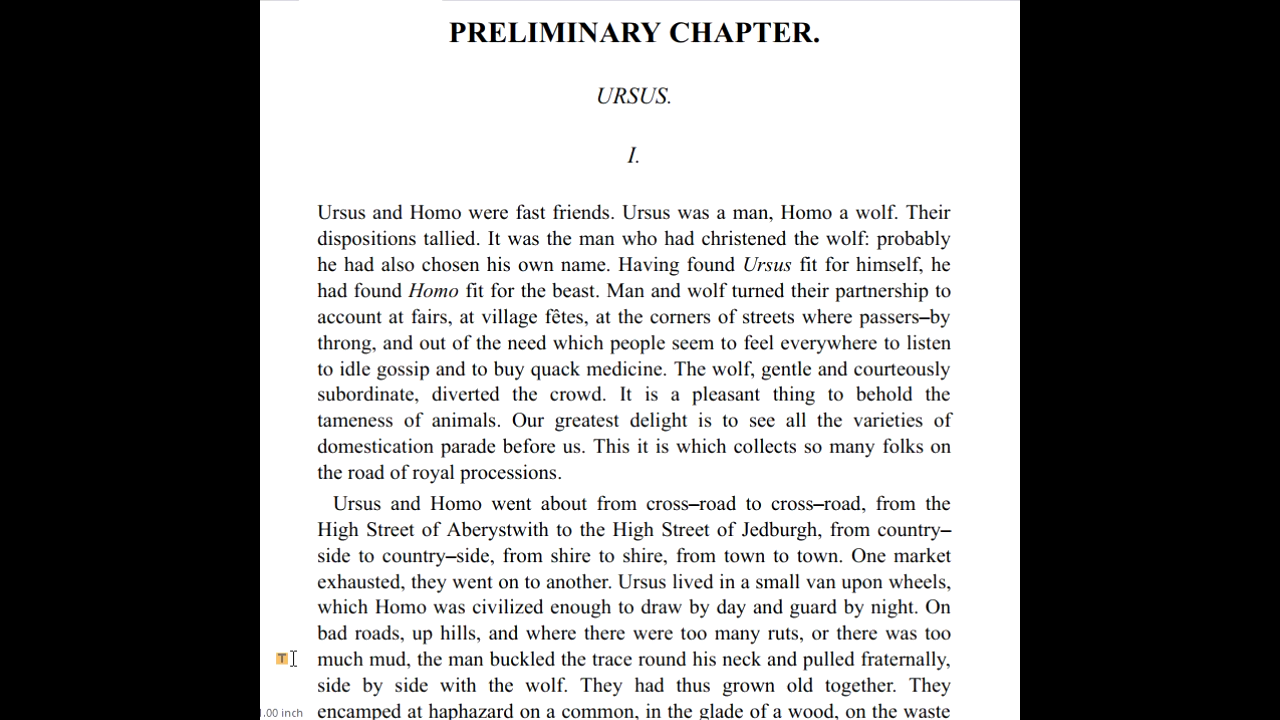 PRELIMINARY CHAPTER.
URSUS.
I.
Ursus and Homo were fast friends. Ursus was a man, Homo a wolf. Their
dispositions tallied. It was the man who had christened the wolf: probably
he had also chosen his own name. Having found Ursus fit for himself, he
had found Homo fit for the beast. Man and wolf turned their partnership to
account at fairs, at village fêtes, at the corners of streets where passers–by
throng, and out of the need which people seem to feel everywhere to listen
to idle gossip and to buy quack medicine. The wolf, gentle and courteously
subordinate, diverted the crowd. It is a pleasant thing to behold the
tameness of animals. Our greatest delight is to see all the varieties of
domestication parade before us. This it is which collects so many folks on
the road of royal processions.
Ursus and Homo went about from cross–road to cross–road, from the
High Street of Aberystwith to the High Street of Jedburgh, from country–
side to country–side, from shire to shire, from town to town. One market
exhausted, they went on to another. Ursus lived in a small van upon wheels,
which Homo was civilized enough to draw by day and guard by night. On
bad roads, up hills, and where there were too many ruts, or there was too
much mud, the man buckled the trace round his neck and pulled fraternally,
side by side with the wolf. They had thus grown old together. They
encamped at haphazard on a common, in the glade of a wood, on the waste
T
.00 inch